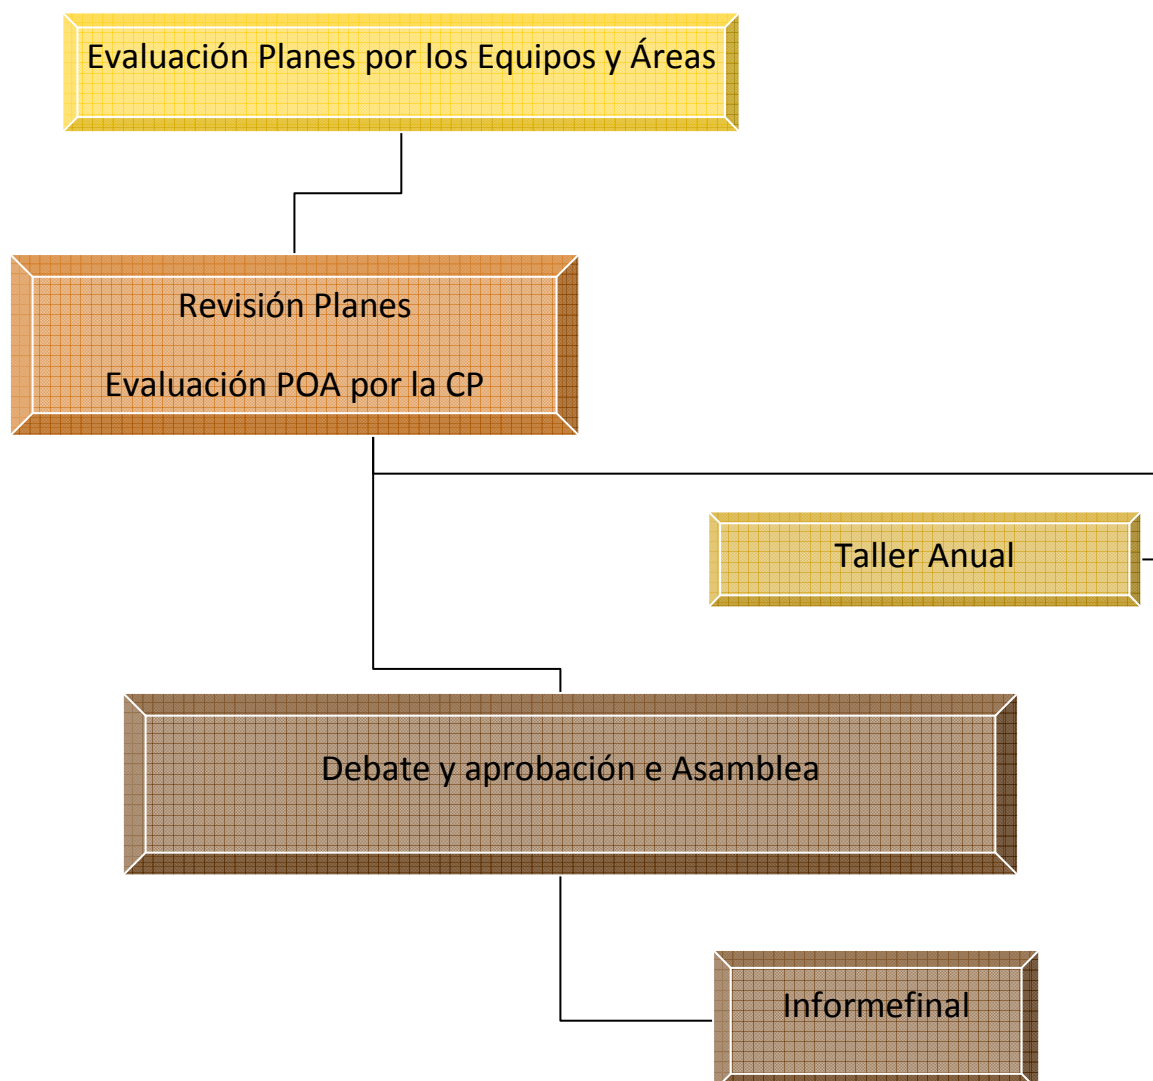 Evaluación Planes por los Equipos y Áreas
Revisión Planes
Evaluación POA por la CP
Taller Anual
Debate y aprobación e Asamblea
Informefinal